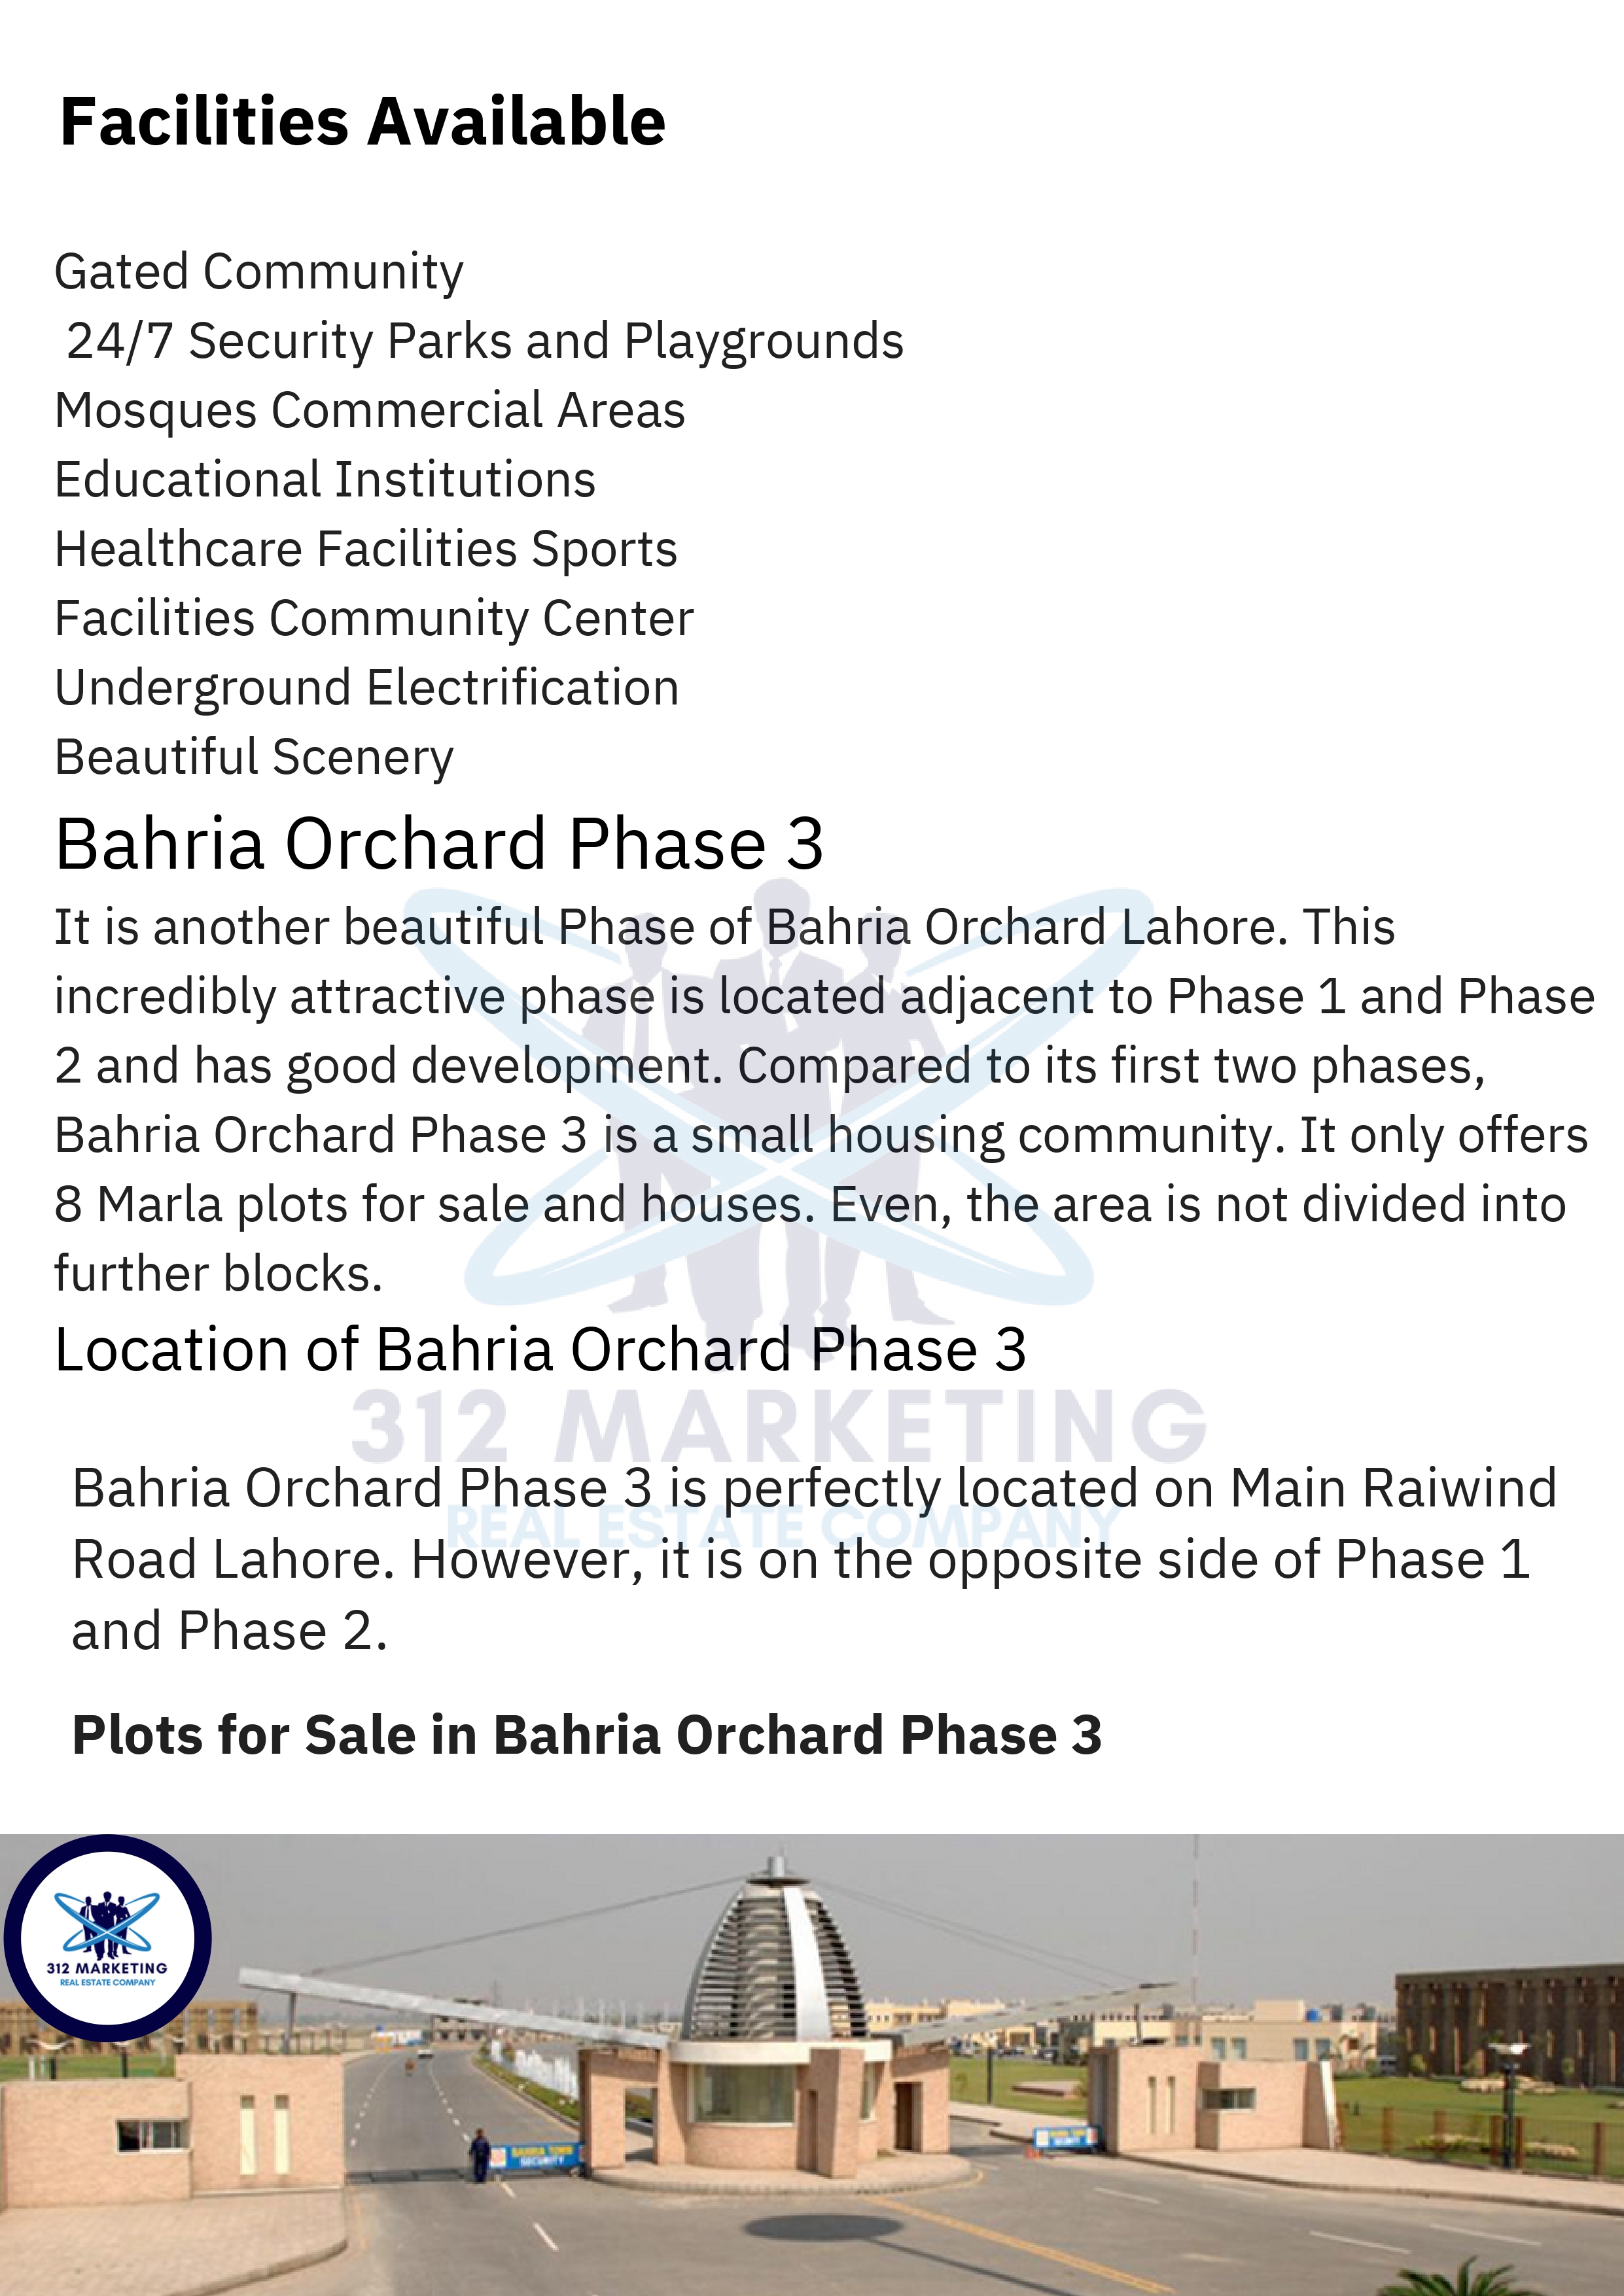 Facilities Available
Gated Community
24/7 Security Parks and Playgrounds
Mosques Commercial Areas
Educational Institutions
Healthcare Facilities Sports
Facilities Community Center
Underground Electrification
Beautiful Scenery
Bahria Orchard Phase 3
It is another beautiful Phase of Bahria Orchard Lahore. This
incredibly attractive phase is located adjacent to Phase 1 and Phase
2 and has good development. Compared to its first two phases,
Bahria Orchard Phase 3 is a small housing community. It only offers
8 Marla plots for sale and houses. Even, the area is not divided into
further blocks.
Location of Bahria Orchard Phase 3
312 MARKETING
Bahria Orchard Phase 3 is perfectly located on Main Raiwind
REAL ESTATE COMPANY
Road Lahore. However, it is on the opposite side of Phase 1
and Phase 2.
Plots for Sale in Bahria Orchard Phase 3
312 MARKETING
REAL ESTATE COMPANY
BAHRIA TOWN
SECURITY